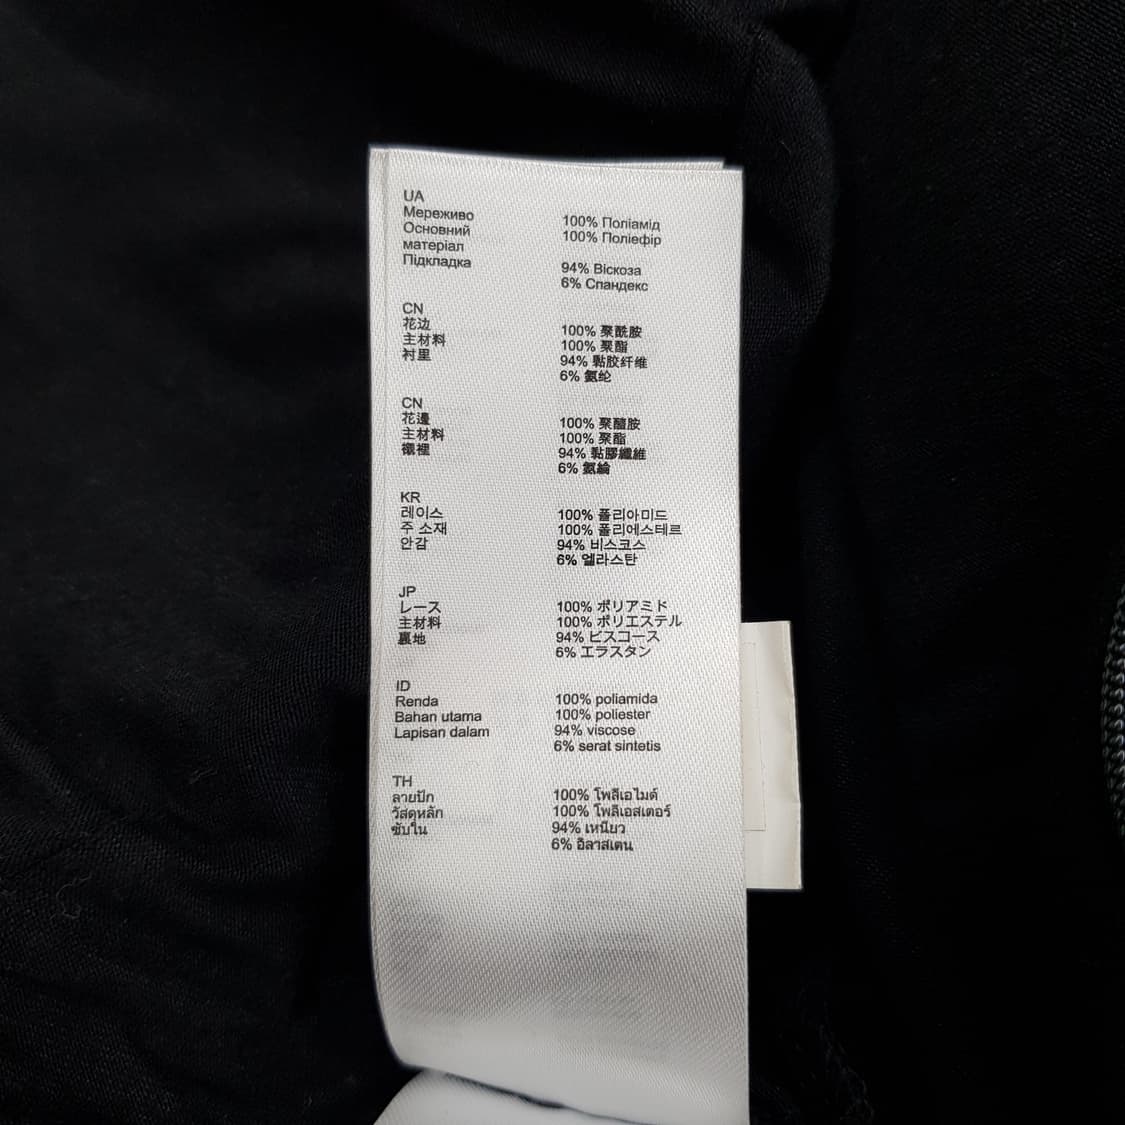 UA
Мереживо 100% Поліамід
Основний 100% Поліефір
матеріал
Підкладка 94% Віскоза
6% Спандекс
CN
花边 100% 聚酰胺
主材料 100% 聚酯
衬里 94% 黏胶纤维
6% 氨纶
CN
花邊 100% 聚醯胺
主材料 100% 聚酯
襯裡 94% 黏膠纖維
6% 氨綸
KR
레이스 100% 폴리아미드
주 소재 100% 폴리에스테르
안감 94% 비스코스
6% 엘라스탄
JP
レース 100% ポリアミド
主材料 100% ポリエステル
裏地 94% ビスコース
6% エラスタン
ID
Renda 100% poliamida
Bahan utama 100% poliester
Lapisan dalam 94% viscose
6% serat sintetis
TH
ลายปัก 100% โพลีเอไมด์
วัสดุหลัก 100% โพลีเอสเตอร์
ซับใน 94% เหนียว
6% อิลาสเตน